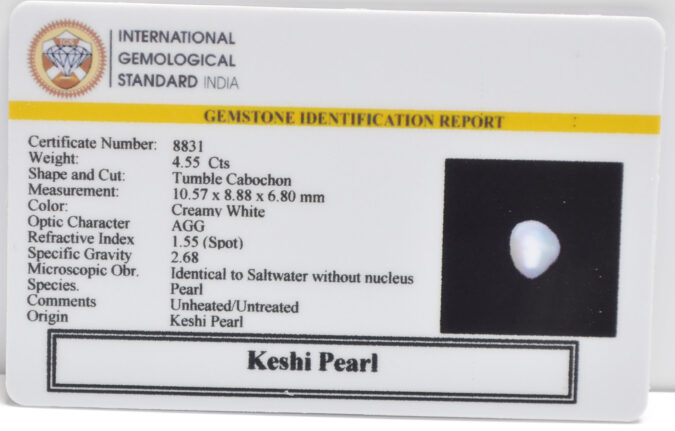 INTERNATIONAL
GEMOLOGICAL
STANDARD INDIA
GEMSTONE IDENTIFICATION REPORT
Certificate Number: 8831
Weight: 4.55 Cts
Shape and Cut: Tumble Cabochon
Measurement: 10.57 x 8.88 x 6.80 mm
Color: Creamy White
Optic Character AGG
Refractive Index 1.55 (Spot)
Specific Gravity 2.68
Microscopic Obr. Identical to Saltwater without nucleus
Species. Pearl
Comments Unheated/Untreated
Origin Keshi Pearl
Keshi Pearl